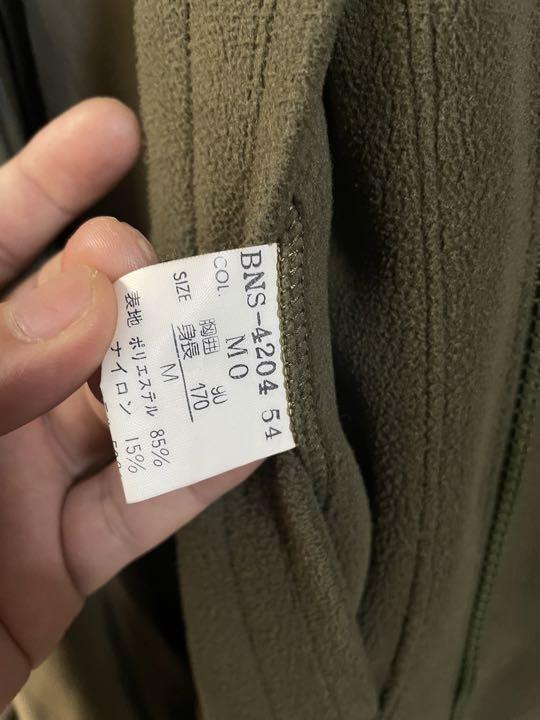 BNS-4204 54
COL. MO
SIZE 胸囲 90
身長 170
M
表地 ポリエステル 85%
ナイロン 15%